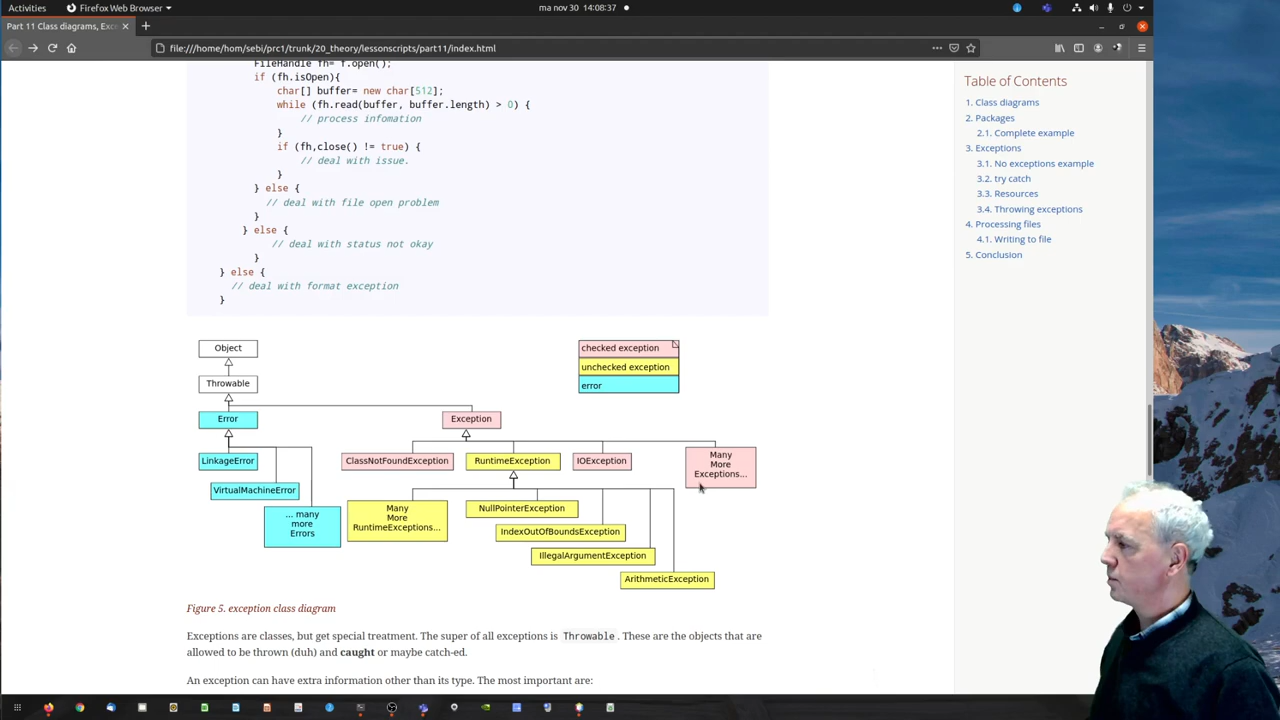 Activities
Firefox Web Browser
ma nov 30 14:08:37
Part 11 Class diagrams, Exc
file:///home/hom/sebi/prc1/trunk/20_theory/lessonscripts/part11/index.html
FileHandle fh= f.open();
if (fh.isOpen){
char[] buffer= new char[512];
while (fh.read(buffer, buffer.length) > 0) {
// process infomation
}
if (fh,close() != true) {
// deal with issue.
}
} else {
// deal with file open problem
}
} else {
// deal with status not okay
}
} else {
// deal with format exception
}
Object
Throwable
Error
Exception
checked exception
unchecked exception
error
LinkageError
ClassNotFoundException
RuntimeException
IOException
Many
More
Exceptions...
VirtualMachineError
... many
more
Errors
Many
More
RuntimeExceptions...
NullPointerException
IndexOutOfBoundsException
IllegalArgumentException
ArithmeticException
Figure 5. exception class diagram
Exceptions are classes, but get special treatment. The super of all exceptions is Throwable. These are the objects that are
allowed to be thrown (duh) and caught or maybe catch-ed.
An exception can have extra information other than its type. The most important are:
Table of Contents
1. Class diagrams
2. Packages
2.1. Complete example
3. Exceptions
3.1. No exceptions example
3.2. try catch
3.3. Resources
3.4. Throwing exceptions
4. Processing files
4.1. Writing to file
5. Conclusion